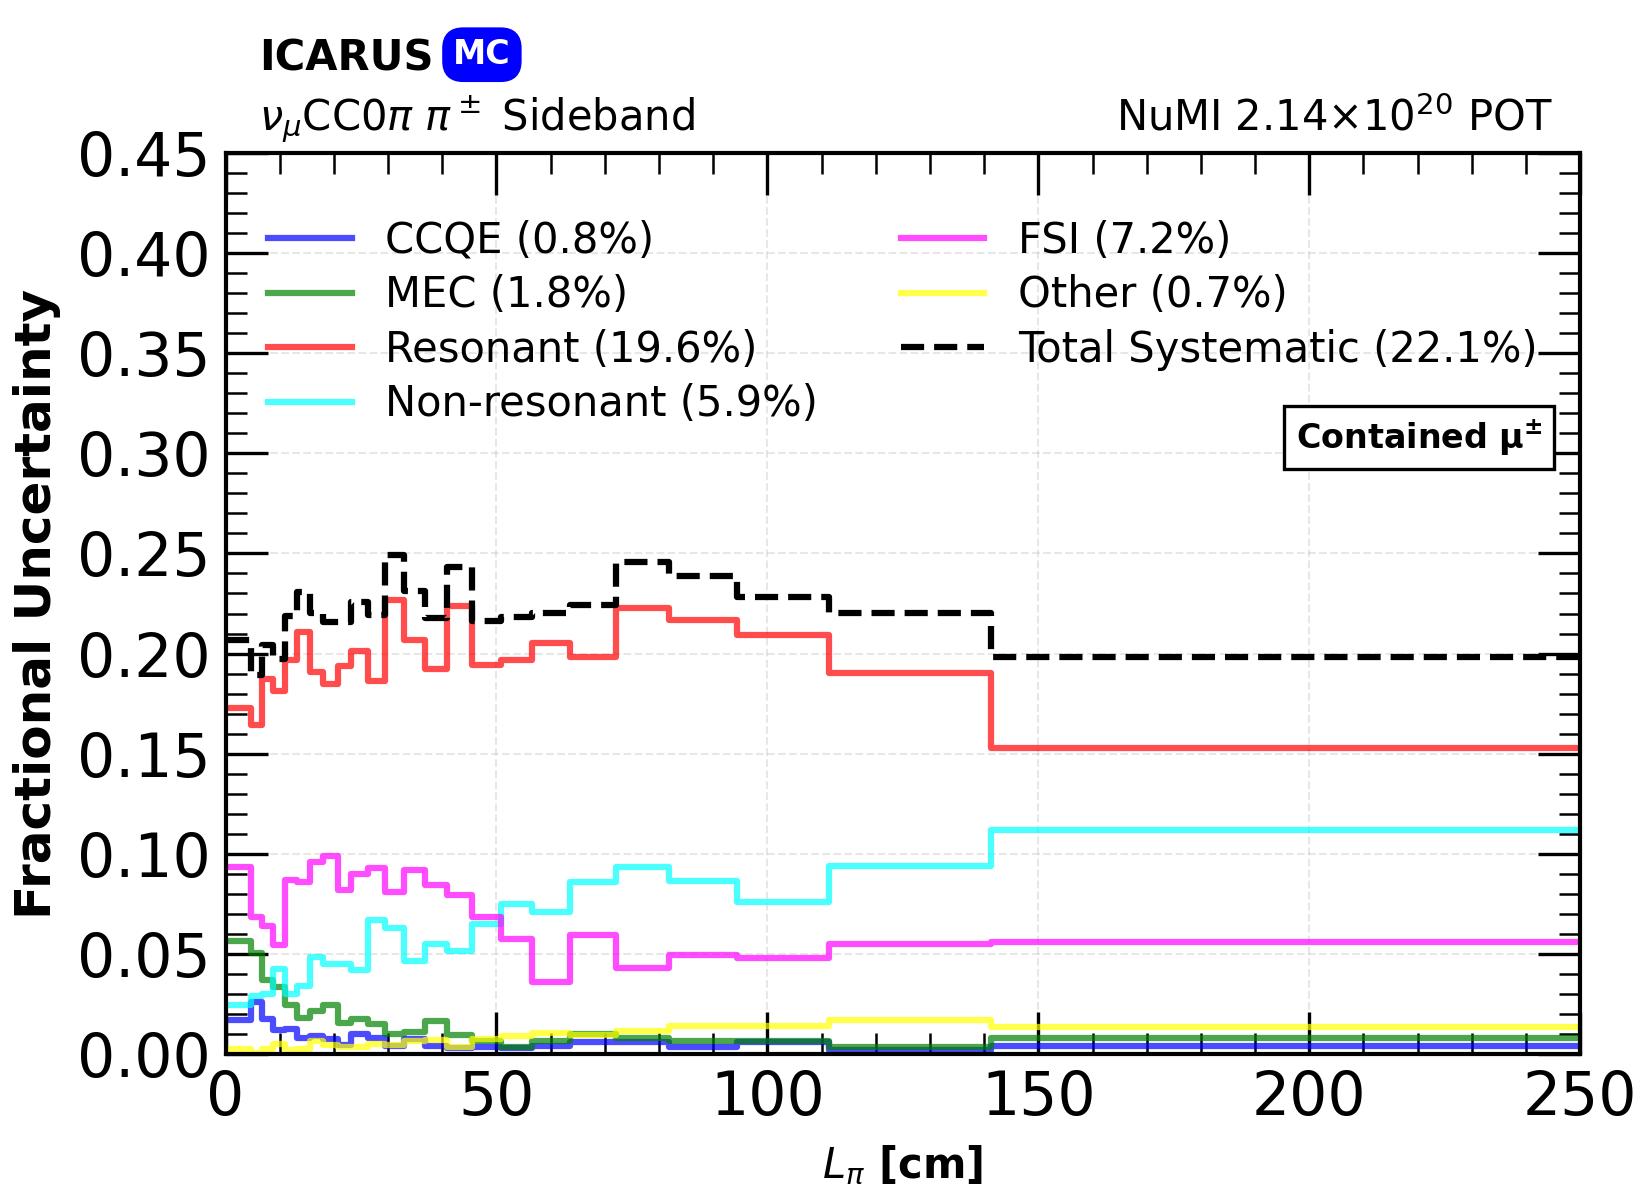 ICARUS MC
νμCC0π π± Sideband
NuMI 2.14×10²⁰ POT
Fractional Uncertainty
0.45
0.40
0.35
0.30
0.25
0.20
0.15
0.10
0.05
0.00
CCQE (0.8%)
MEC (1.8%)
Resonant (19.6%)
Non-resonant (5.9%)
FSI (7.2%)
Other (0.7%)
Total Systematic (22.1%)
Contained μ±
0 50 100 150 200 250
Lπ [cm]